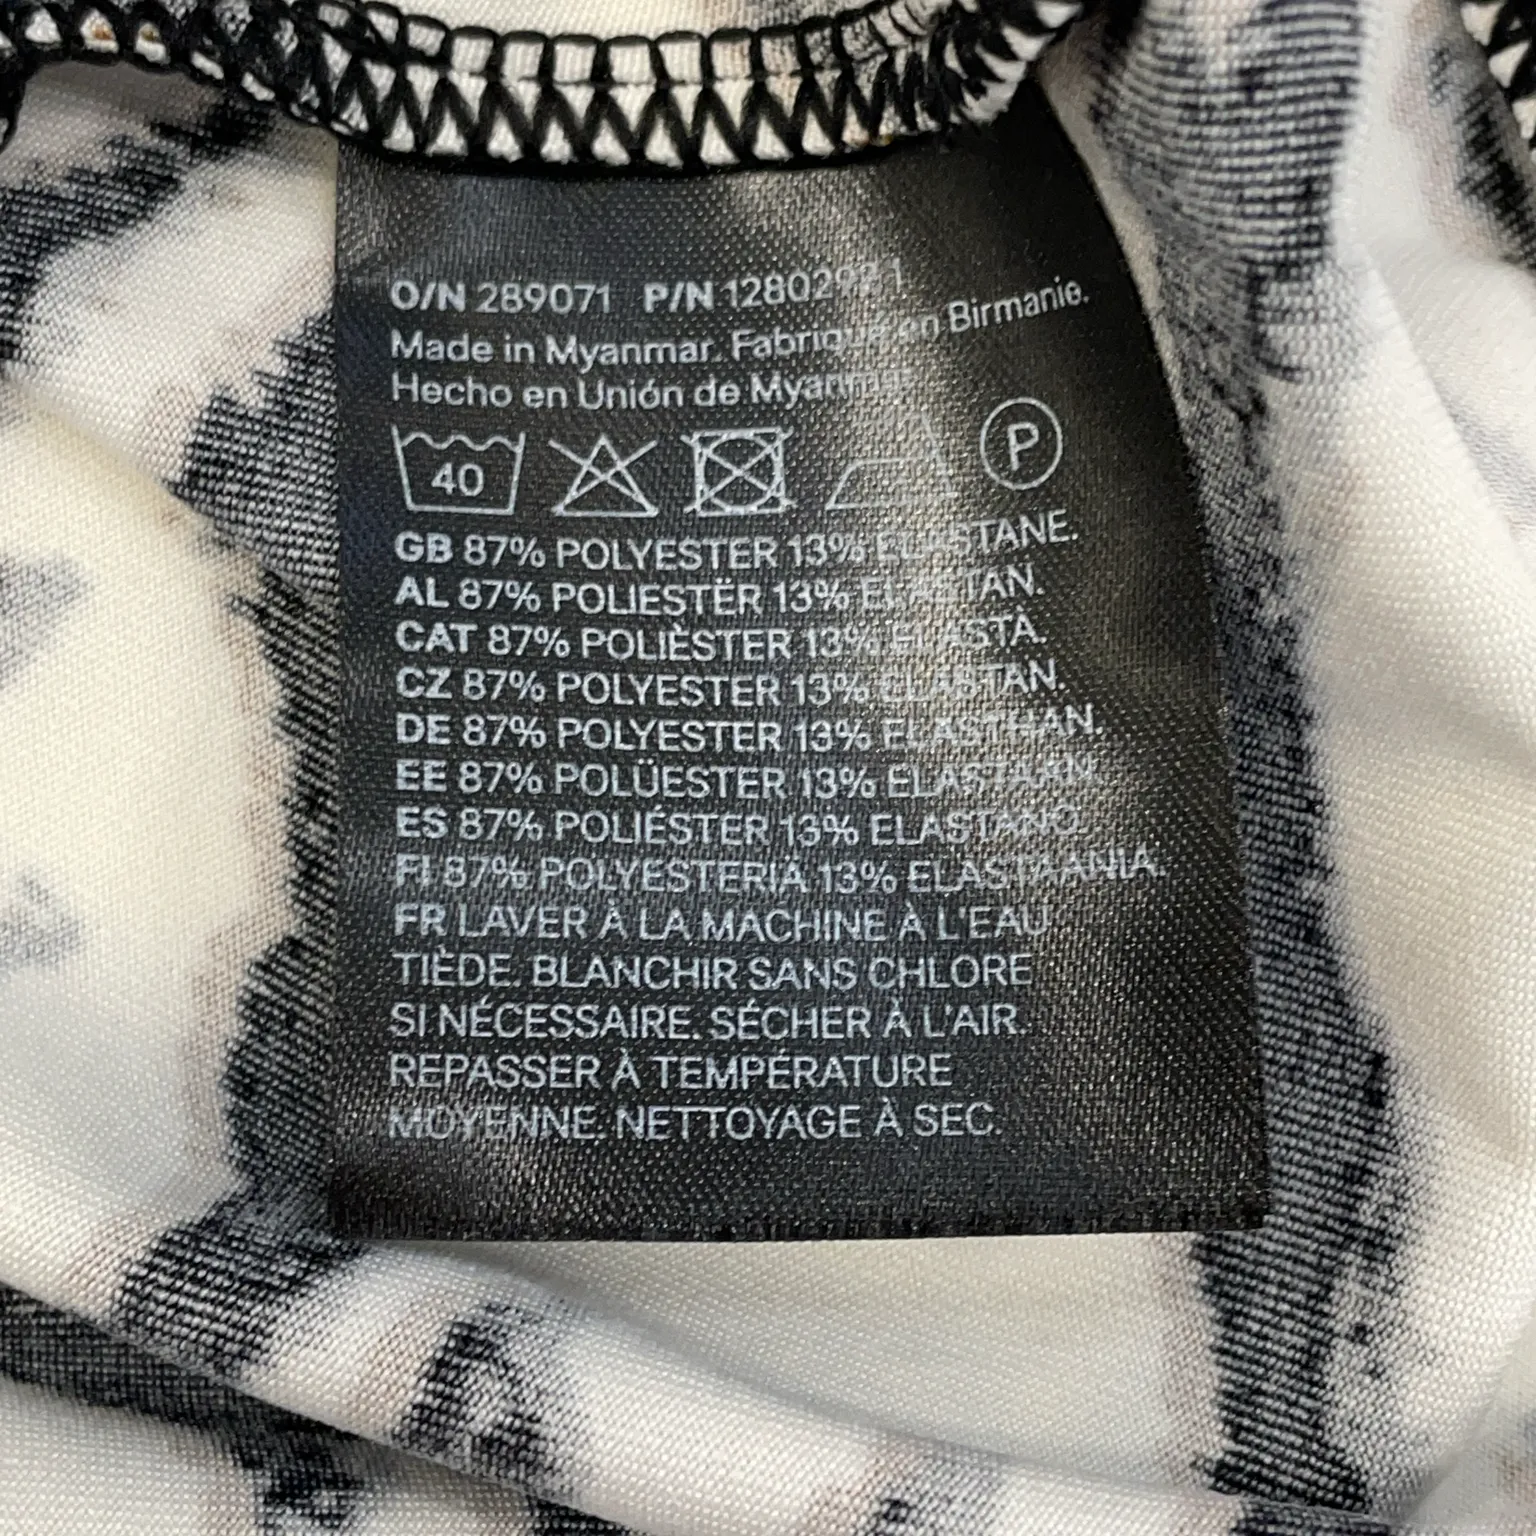 O/N 289071 P/N
Made in Myanmar. Fabriqué en Birmanie.
Hecho en Unión de Myanmar
40
P
GB 87% POLYESTER 13% ELASTANE.
AL 87% POLIESTËR 13% ELASTAN.
CAT 87% POLIÈSTER 13% ELASTÀ.
CZ 87% POLYESTER 13% ELASTAN.
DE 87% POLYESTER 13% ELASTHAN.
EE 87% POLÜESTER 13% ELASTAAN.
ES 87% POLIÉSTER 13% ELASTANO.
FI 87% POLYESTERIÄ 13% ELASTAANIA.
FR LAVER À LA MACHINE À L'EAU
TIÈDE. BLANCHIR SANS CHLORE
SI NÉCESSAIRE. SÉCHER À L'AIR.
REPASSER À TEMPÉRATURE
MOYENNE. NETTOYAGE À SEC.